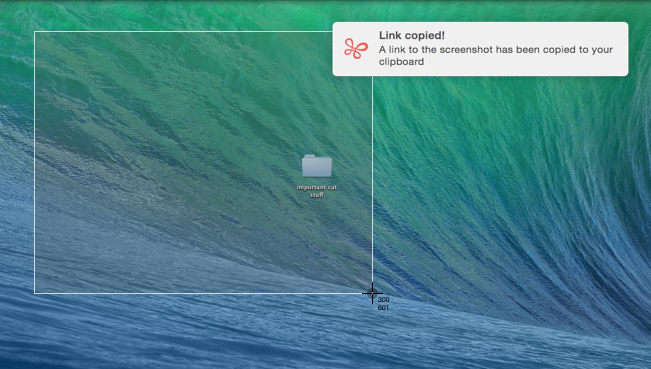 Link copied!
A link to the screenshot has been copied to your
clipboard
important cat
stuff
300
601